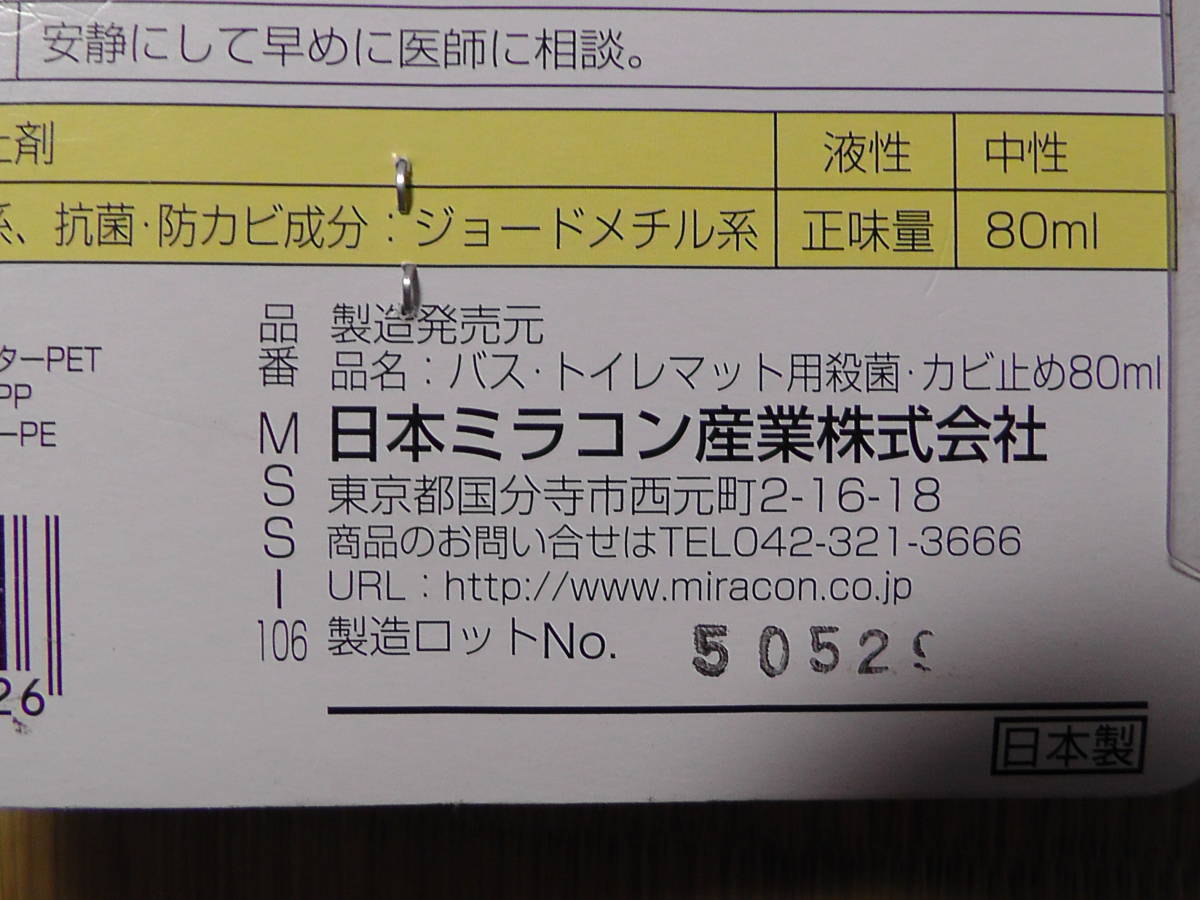 安静にして早めに医師に相談。
止剤 液性 中性
系、抗菌・防カビ成分：ジョードメチル系 正味量 80ml
ターPET
PP
ーPE
26
品番 MSSI-106
製造発売元
品名：バス・トイレマット用殺菌・カビ止め80ml
日本ミラコン産業株式会社
東京都国分寺市西元町2-16-18
商品のお問い合せはTEL042-321-3666
URL：http://www.miracon.co.jp
製造ロットNo. 5052
日本製